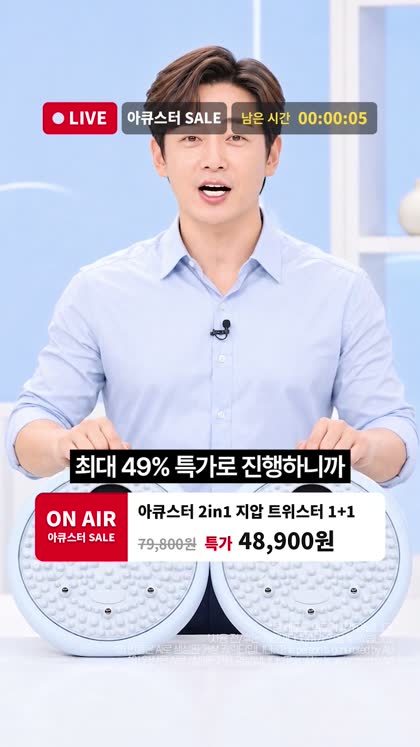 LIVE
아큐스터 SALE
남은 시간 00:00:05
최대 49% 특가로 진행하니까
ON AIR
아큐스터 SALE
아큐스터 2in1 지압 트위스터 1+1
79,800원 특가 48,900원